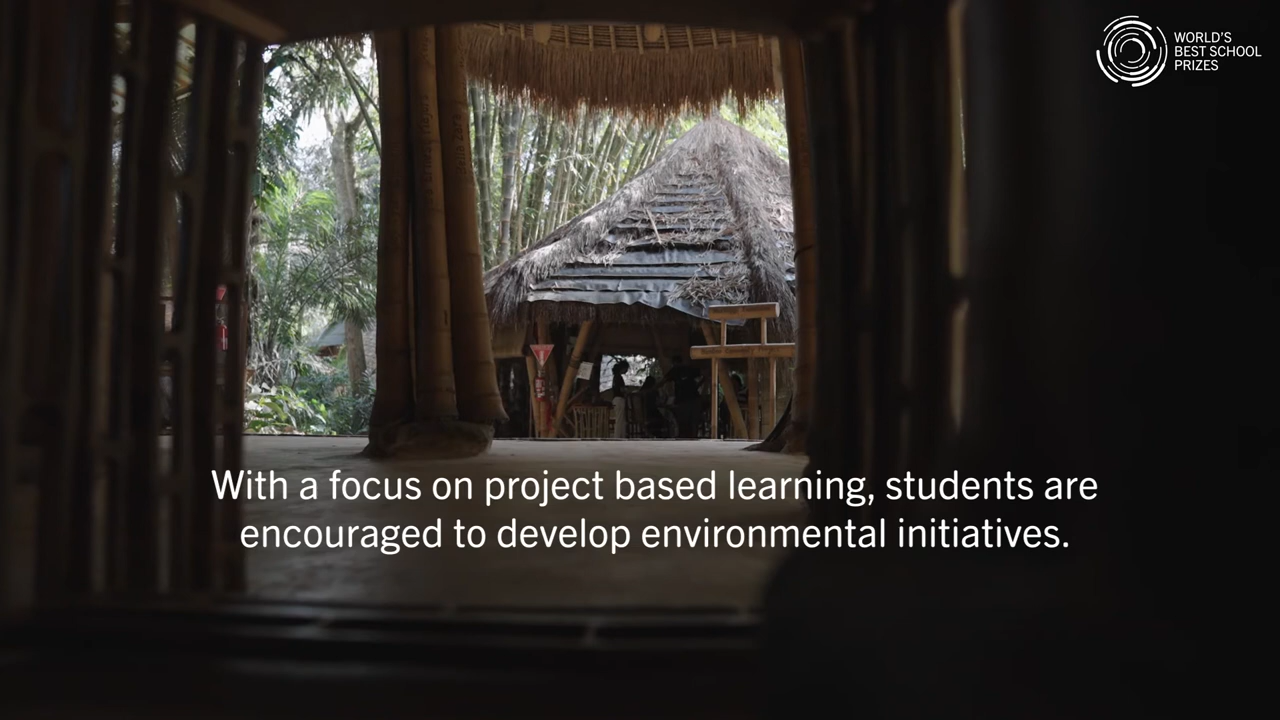 WORLD'S
BEST SCHOOL
PRIZES
With a focus on project based learning, students are
encouraged to develop environmental initiatives.